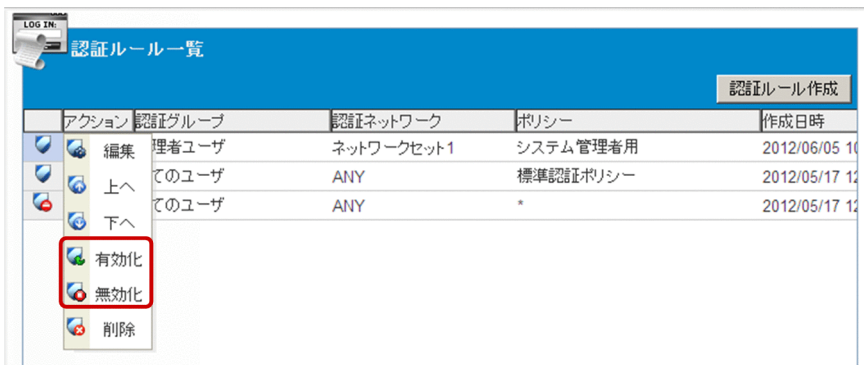 LOG IN:
認証ルール一覧
認証ルール作成
アクション 認証グループ 認証ネットワーク ポリシー 作成日時
編集 理者ユーザ ネットワークセット1 システム管理者用 2012/06/05 10
上へ てのユーザ ANY 標準認証ポリシー 2012/05/17 12
下へ てのユーザ ANY * 2012/05/17 12
有効化
無効化
削除